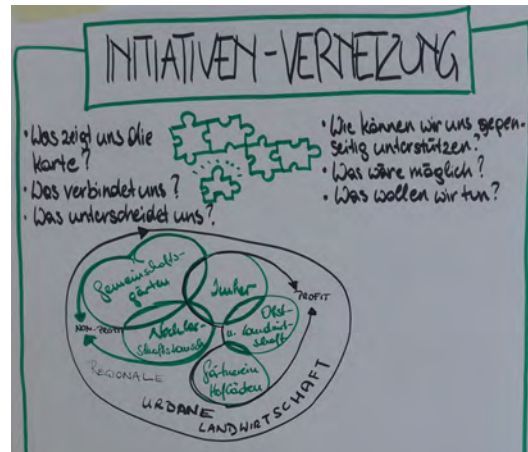 INITIATIVEN-VERNETZUNG
• Was zeigt uns die
Karte?
• Was verbindet uns?
• Was unterscheidet uns?
• Wie können wir uns gegen-
seitig unterstützen?
• Was wäre möglich?
• Was wollen wir tun?
Gemeinschafts-
gärten
Imker
PROFIT
NON-PROFIT
Nachbar-
schaftstausch
Obst-
u. Landwirt-
schaft
Gärtnerein
Hofläden
REGIONALE
URBANE
LANDWIRTSCHAFT